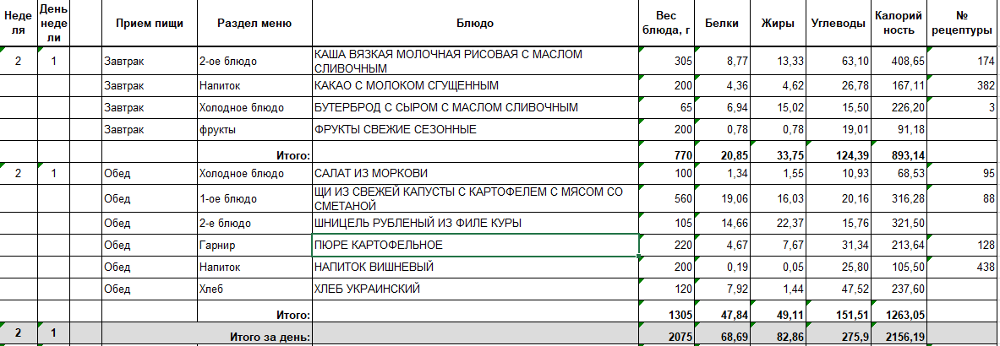 Неде День Прием пищи Раздел меню Блюдо Вес Белки Жиры Углеводы Калорий №
ля неде блюда, г ность рецептуры
ли
2 1 Завтрак 2-ое блюдо КАША ВЯЗКАЯ МОЛОЧНАЯ РИСОВАЯ С МАСЛОМ 305 8,77 13,33 63,10 408,65 174
СЛИВОЧНЫМ
Завтрак Напиток КАКАО С МОЛОКОМ СГУЩЕННЫМ 200 4,36 4,62 26,78 167,11 382
Завтрак Холодное блюдо БУТЕРБРОД С СЫРОМ С МАСЛОМ СЛИВОЧНЫМ 65 6,94 15,02 15,50 226,20 3
Завтрак фрукты ФРУКТЫ СВЕЖИЕ СЕЗОННЫЕ 200 0,78 0,78 19,01 91,18
Итого: 770 20,85 33,75 124,39 893,14
2 1 Обед Холодное блюдо САЛАТ ИЗ МОРКОВИ 100 1,34 1,55 10,93 68,53 95
Обед 1-ое блюдо ЩИ ИЗ СВЕЖЕЙ КАПУСТЫ С КАРТОФЕЛЕМ С МЯСОМ СО 560 19,06 16,03 20,16 316,28 88
СМЕТАНОЙ
Обед 2-е блюдо ШНИЦЕЛЬ РУБЛЕНЫЙ ИЗ ФИЛЕ КУРЫ 105 14,66 22,37 15,76 321,50
Обед Гарнир ПЮРЕ КАРТОФЕЛЬНОЕ 220 4,67 7,67 31,34 213,64 128
Обед Напиток НАПИТОК ВИШНЕВЫЙ 200 0,19 0,05 25,80 105,50 438
Обед Хлеб ХЛЕБ УКРАИНСКИЙ 120 7,92 1,44 47,52 237,60
Итого: 1305 47,84 49,11 151,51 1263,05
2 1 Итого за день: 2075 68,69 82,86 275,9 2156,19